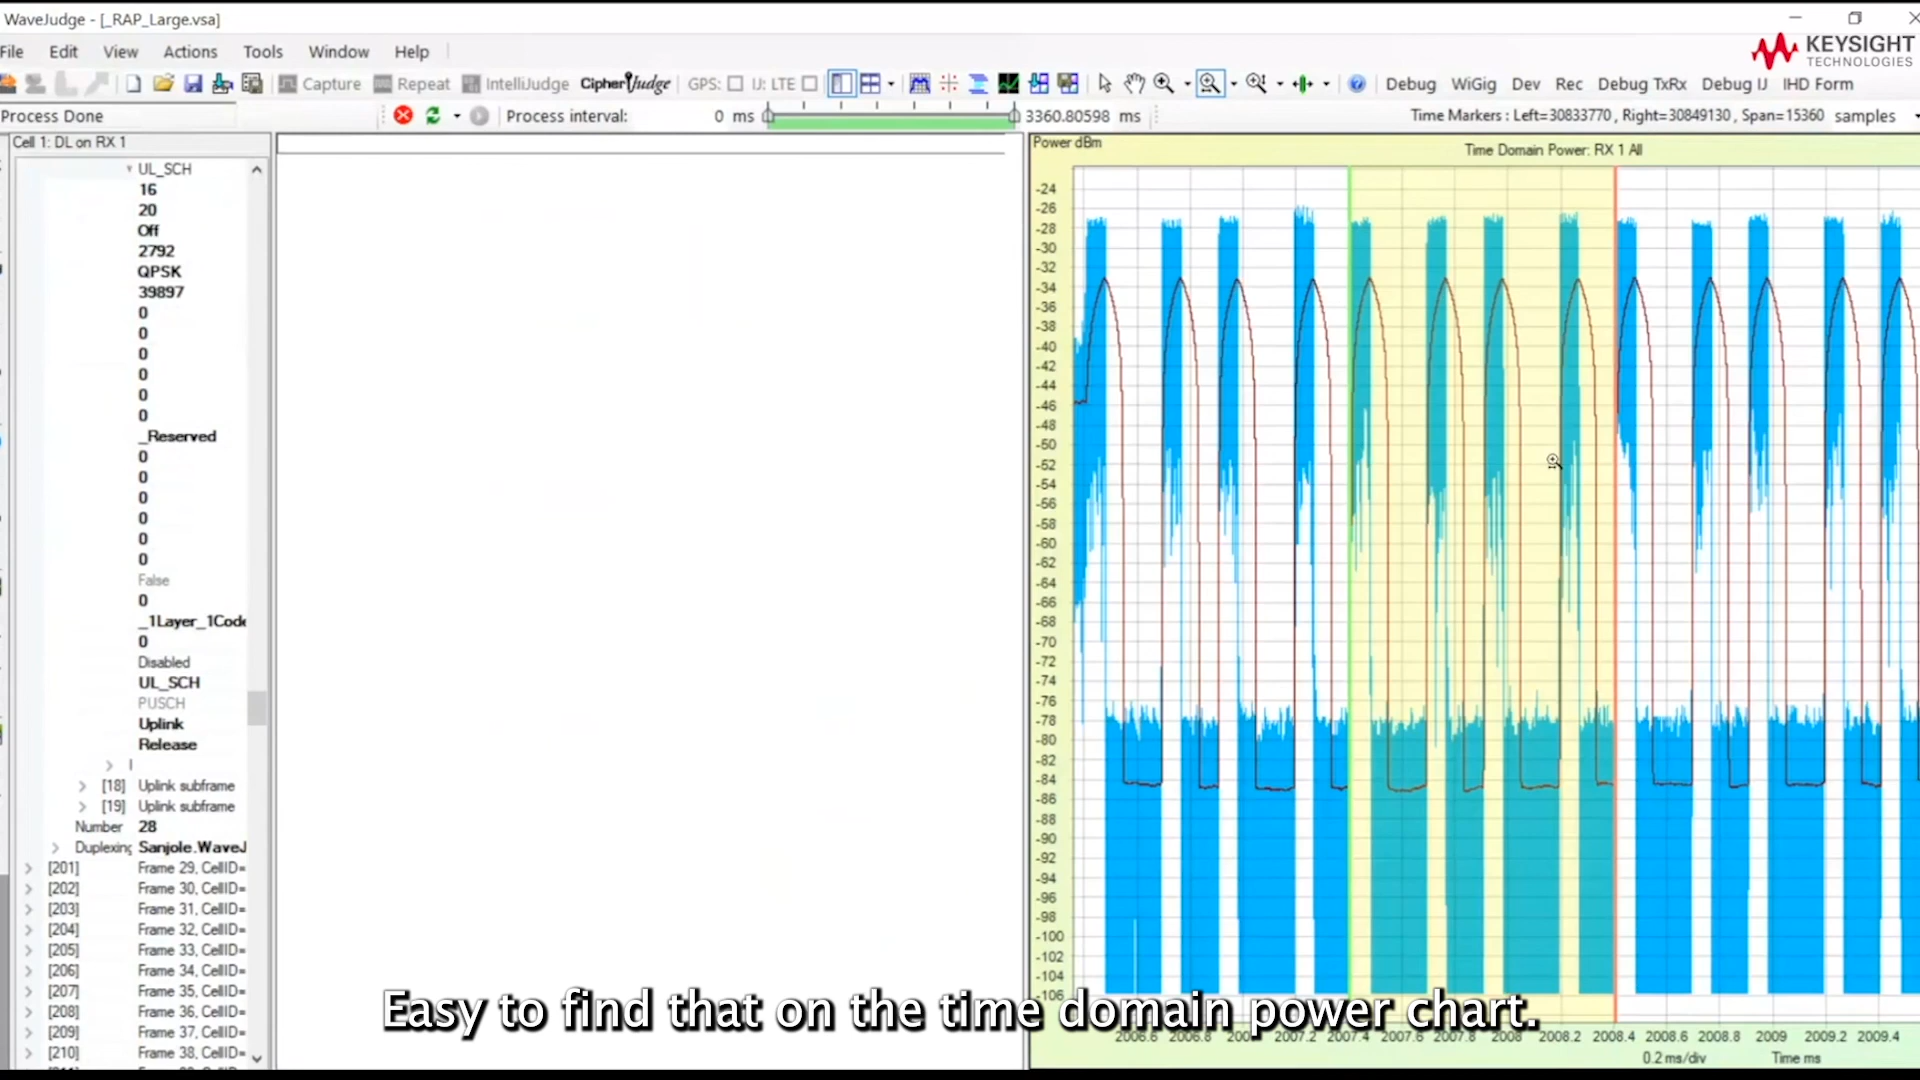 WaveJudge - [_RAP_Large.vsa]
File Edit View Actions Tools Window Help
KEYSIGHT
TECHNOLOGIES
Capture Repeat IntelliJudge CipherJudge GPS: IJ: LTE Debug WiGig Dev Rec Debug TxRx Debug IJ IHD Form
Process Done Process interval: 0 ms 3360.80598 ms Time Markers : Left=30833770 , Right=30849130 , Span=15360 samples
Cell 1: DL on RX 1
UL_SCH
16
20
Off
2792
QPSK
39897
0
0
0
0
0
0
_Reserved
0
0
0
0
0
0
False
0
_1Layer_1Code
0
Disabled
UL_SCH
PUSCH
Uplink
Release
[18] Uplink subframe
[19] Uplink subframe
Number 28
Duplexing Sanjole.WaveJ
[201] Frame 29, CellID=
[202] Frame 30, CellID=
[203] Frame 31, CellID=
[204] Frame 32, CellID=
[205] Frame 33, CellID=
[206] Frame 34, CellID=
[207] Frame 35, CellID=
[208] Frame 36, CellID=
[209] Frame 37, CellID=
[210] Frame 38, CellID=
Power dBm
Time Domain Power: RX 1 All
-24
-26
-28
-30
-32
-34
-36
-38
-40
-42
-44
-46
-48
-50
-52
-54
-56
-58
-60
-62
-64
-66
-68
-70
-72
-74
-76
-78
-80
-82
-84
-86
-88
-90
-92
-94
-96
-98
-100
-102
-104
-106
2006.6 2007.2 2007.4 2007.6 2007.8 2008 2008.2 2008.4 2008.6 2008.8 2009 2009.2 2009.4
0.2 ms/div Time ms
Easy to find that on the time domain power chart.